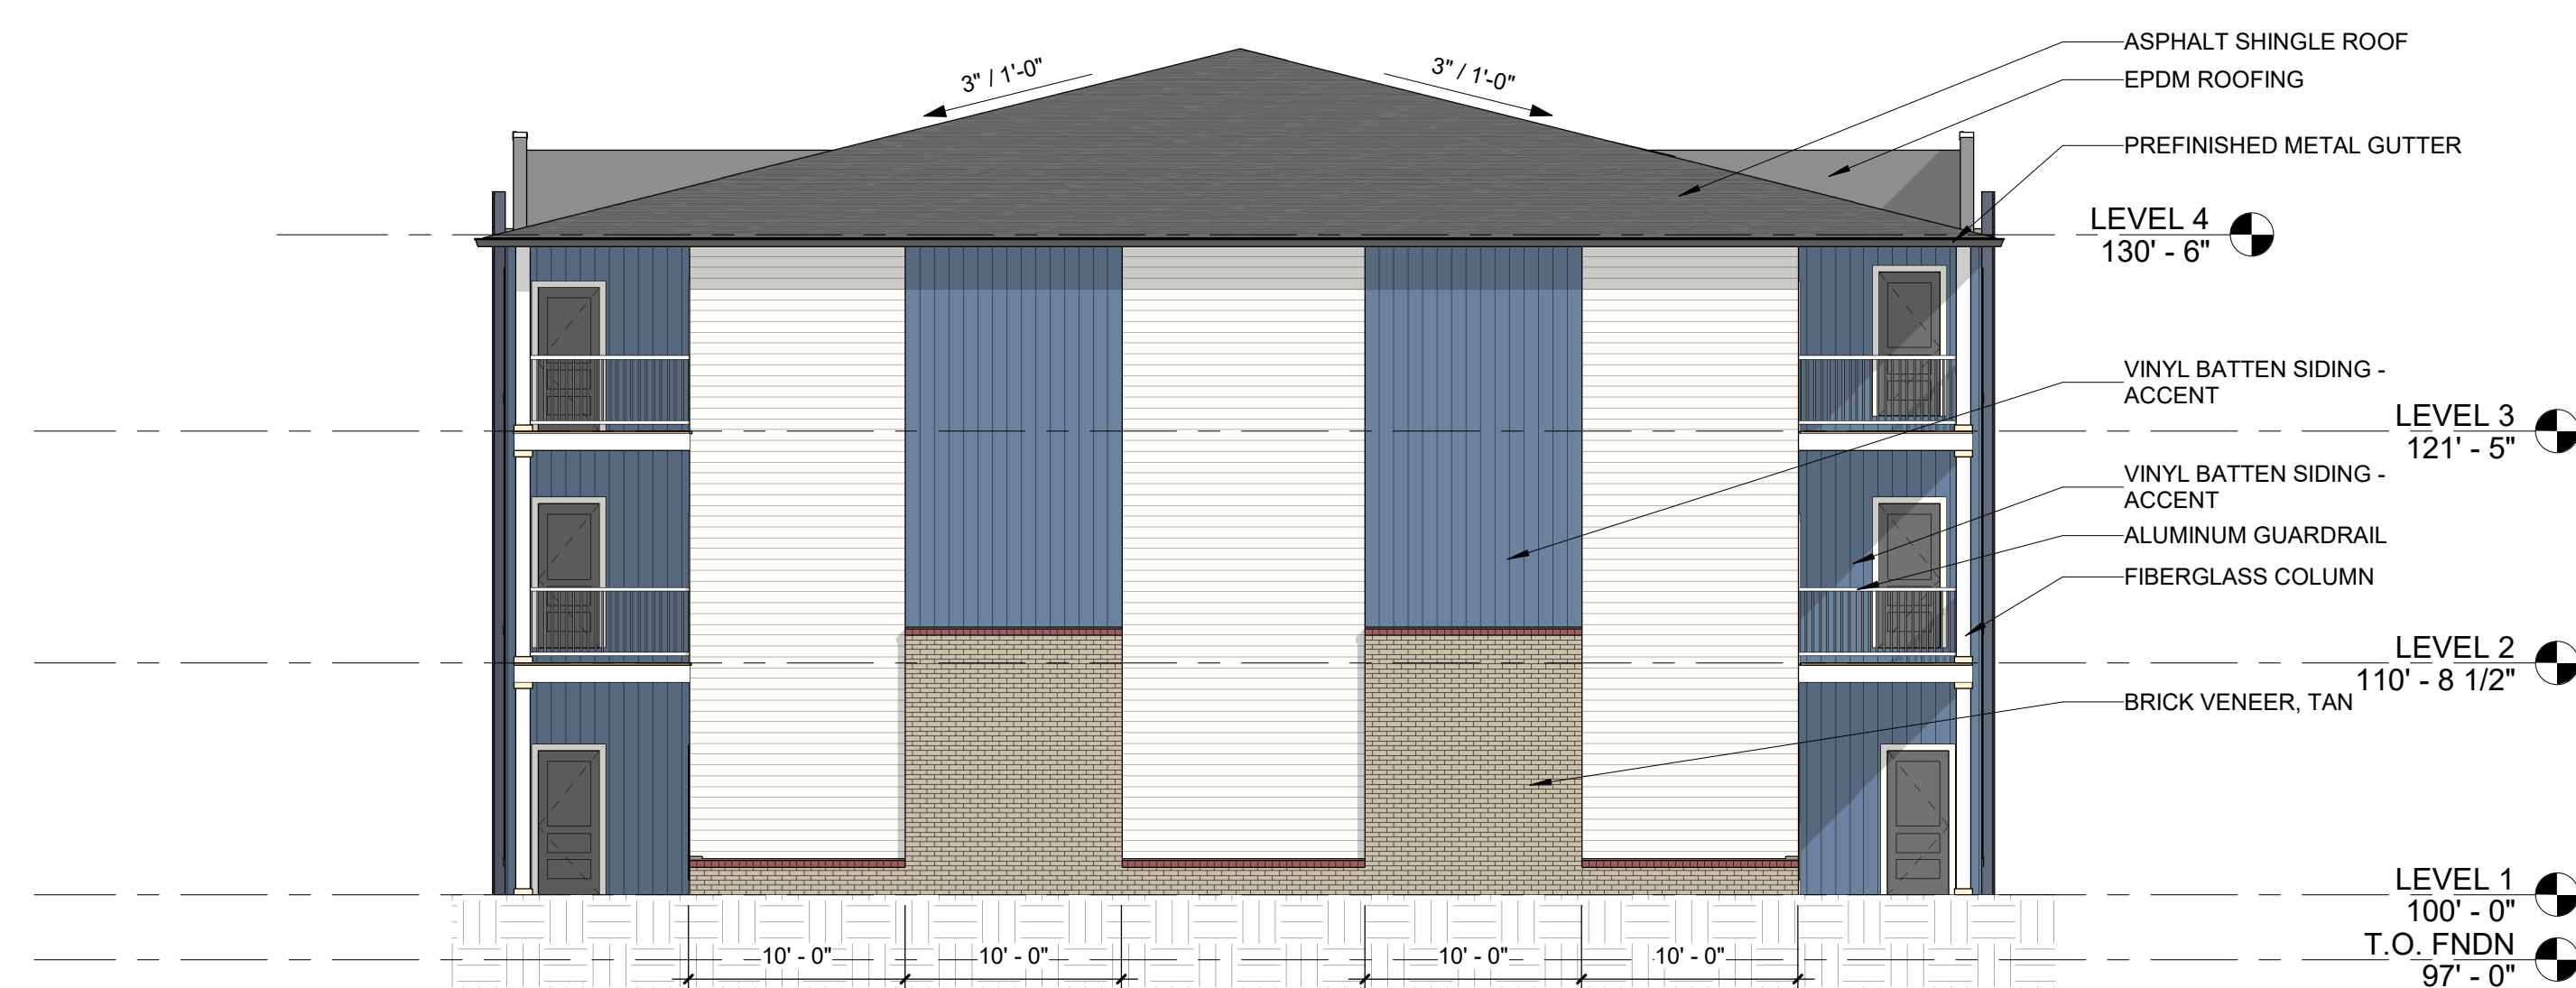 3" / 1'-0"
3" / 1'-0"
ASPHALT SHINGLE ROOF
EPDM ROOFING
PREFINISHED METAL GUTTER
LEVEL 4
130' - 6"
VINYL BATTEN SIDING -
ACCENT
LEVEL 3
121' - 5"
VINYL BATTEN SIDING -
ACCENT
ALUMINUM GUARDRAIL
FIBERGLASS COLUMN
LEVEL 2
110' - 8 1/2"
BRICK VENEER, TAN
LEVEL 1
100' - 0"
T.O. FNDN
97' - 0"
10' - 0"
10' - 0"
10' - 0"
10' - 0"